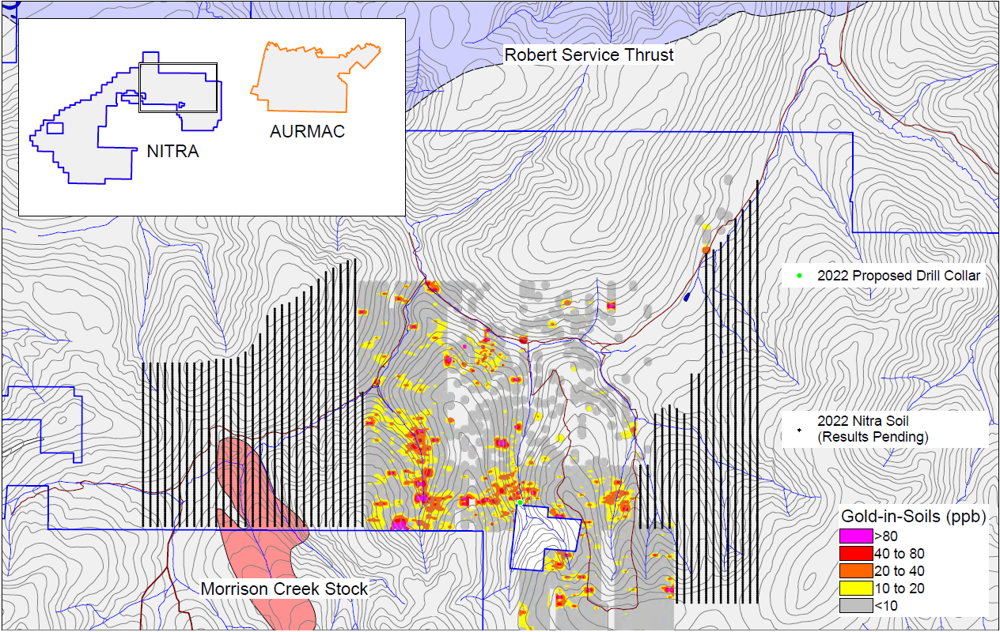 Robert Service Thrust
AURMAC
NITRA
2022 Proposed Drill Collar
2022 Nitra Soil
(Results Pending)
Gold-in-Soils (ppb)
>80
40 to 80
20 to 40
10 to 20
<10
Morrison Creek Stock